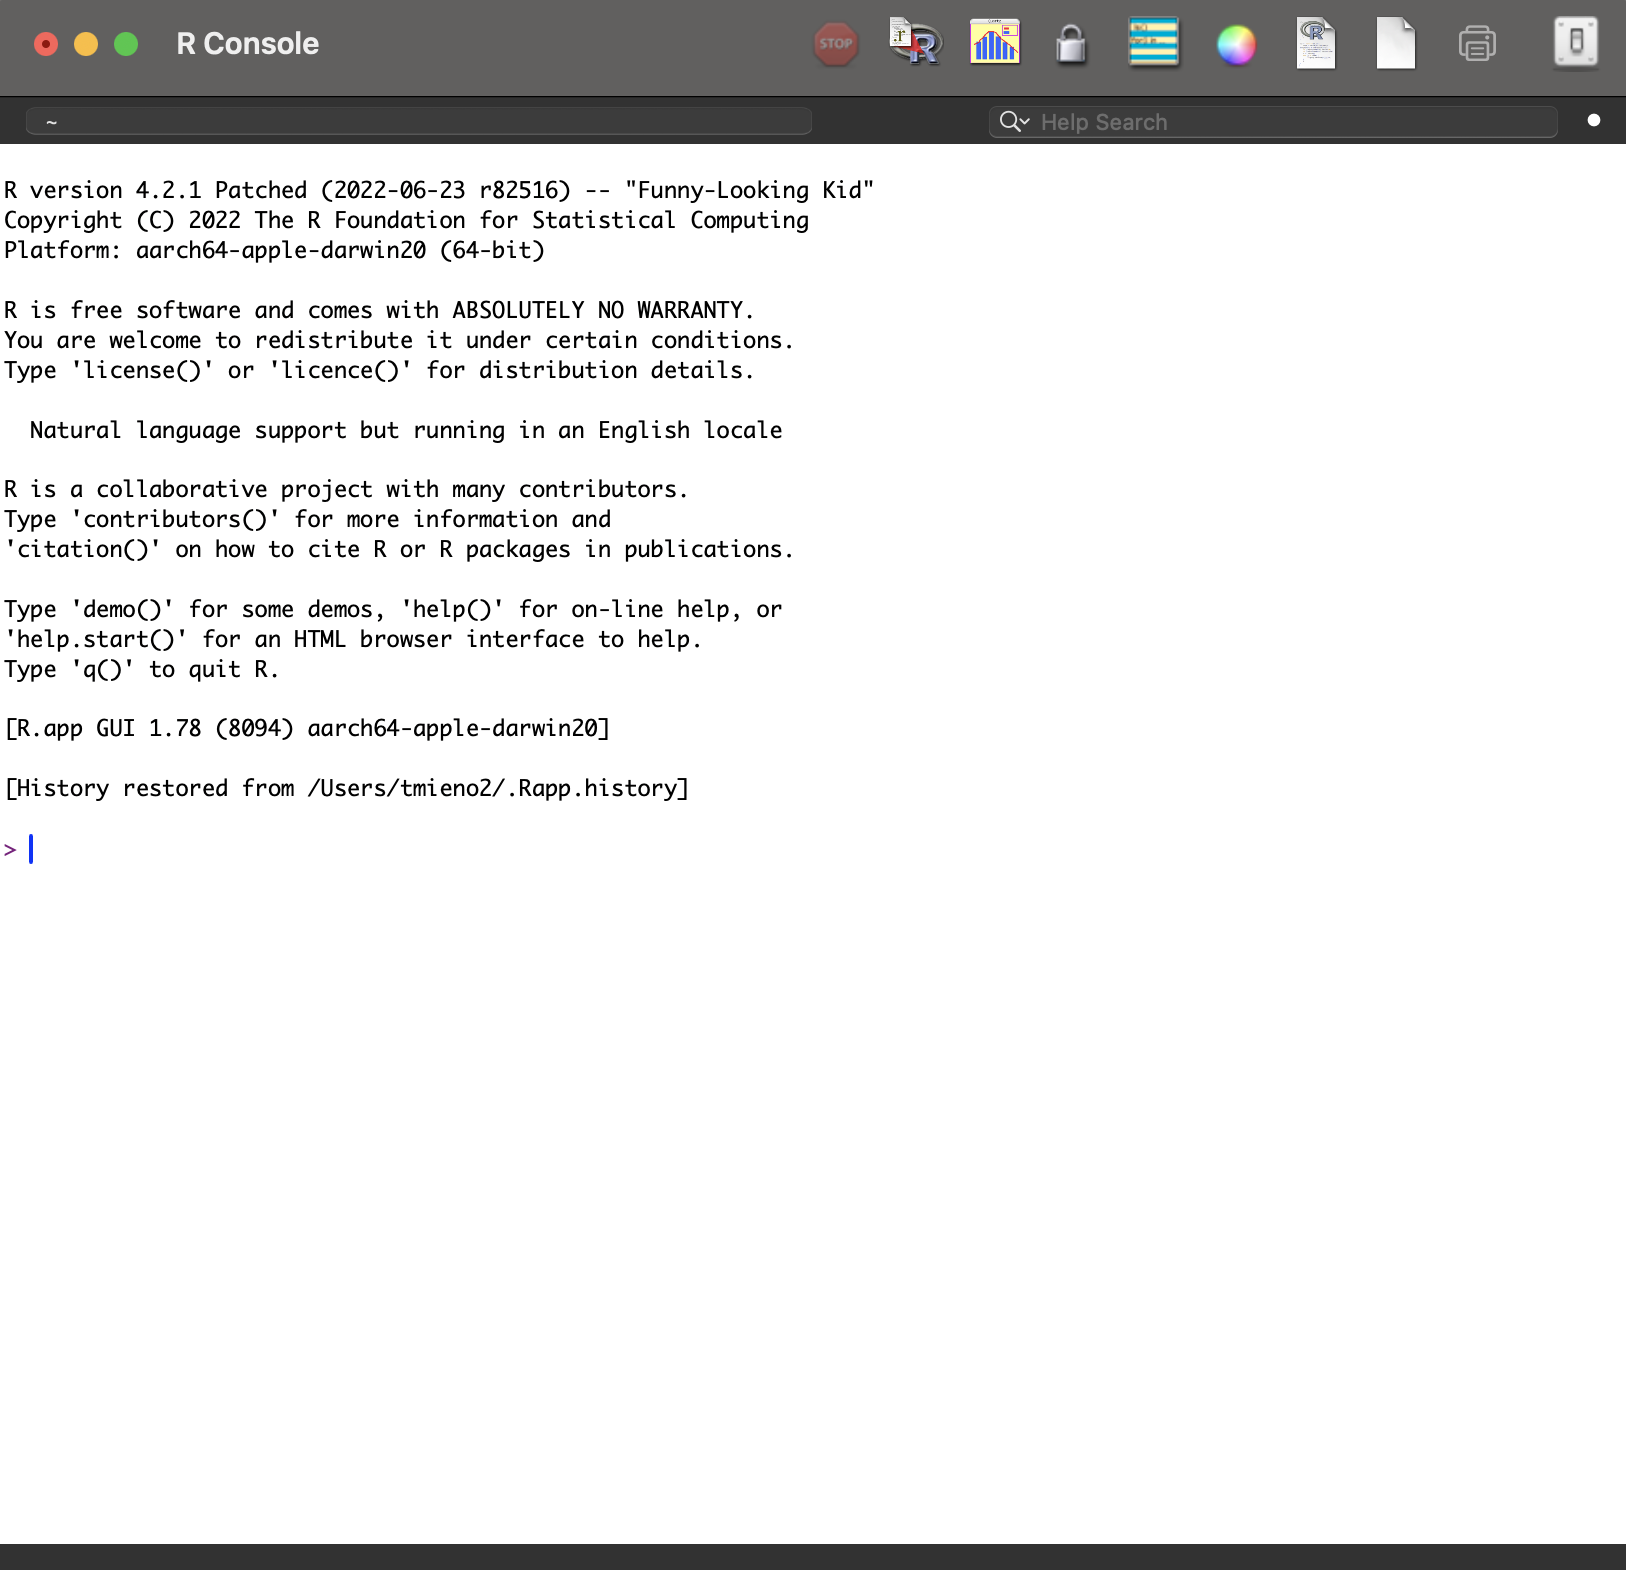 R Console
STOP
~
Help Search
R version 4.2.1 Patched (2022-06-23 r82516) -- "Funny-Looking Kid"
Copyright (C) 2022 The R Foundation for Statistical Computing
Platform: aarch64-apple-darwin20 (64-bit)
R is free software and comes with ABSOLUTELY NO WARRANTY.
You are welcome to redistribute it under certain conditions.
Type 'license()' or 'licence()' for distribution details.
Natural language support but running in an English locale
R is a collaborative project with many contributors.
Type 'contributors()' for more information and
'citation()' on how to cite R or R packages in publications.
Type 'demo()' for some demos, 'help()' for on-line help, or
'help.start()' for an HTML browser interface to help.
Type 'q()' to quit R.
[R.app GUI 1.78 (8094) aarch64-apple-darwin20]
[History restored from /Users/tmieno2/.Rapp.history]
>